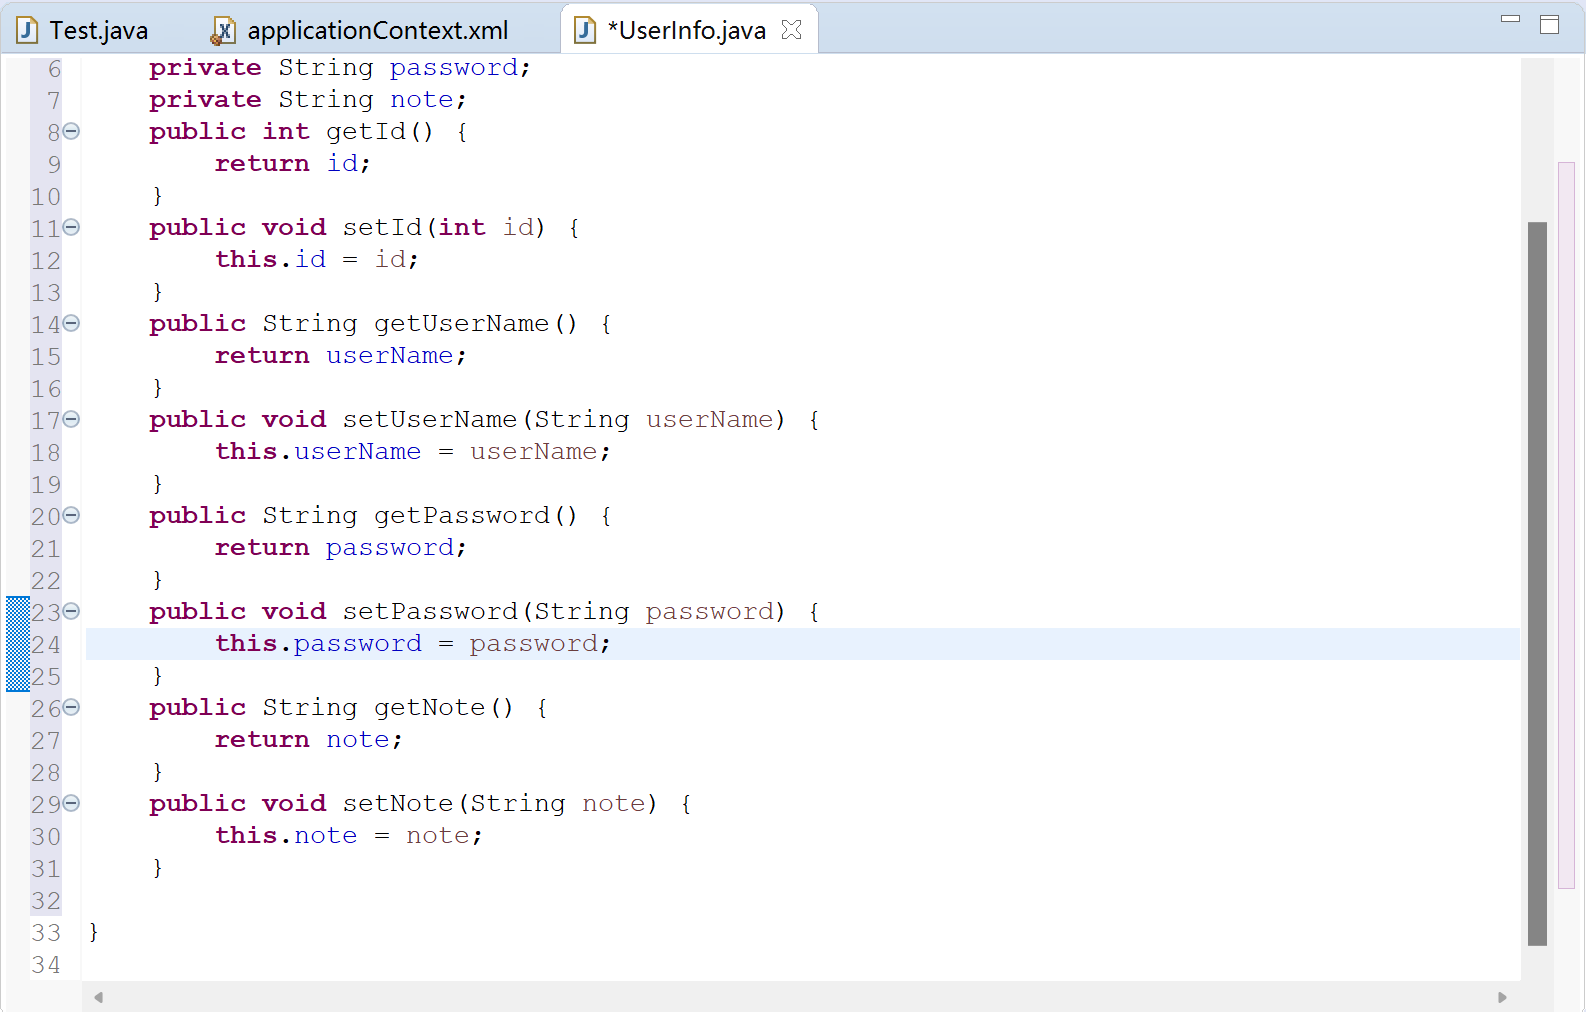 Test.java applicationContext.xml *UserInfo.java
6 private String password;
7 private String note;
8 public int getId() {
9 return id;
10 }
11 public void setId(int id) {
12 this.id = id;
13 }
14 public String getUserName() {
15 return userName;
16 }
17 public void setUserName(String userName) {
18 this.userName = userName;
19 }
20 public String getPassword() {
21 return password;
22 }
23 public void setPassword(String password) {
24 this.password = password;
25 }
26 public String getNote() {
27 return note;
28 }
29 public void setNote(String note) {
30 this.note = note;
31 }
32
33 }
34